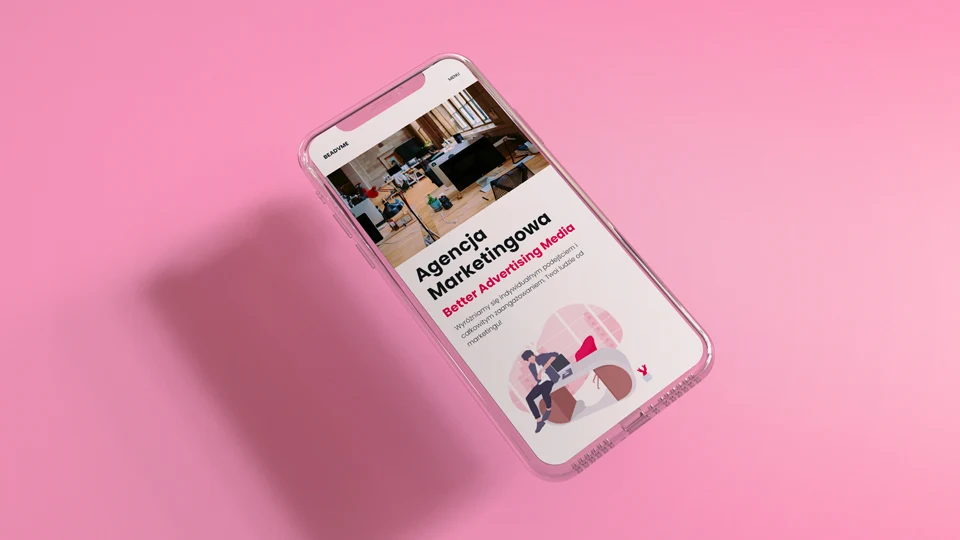 BEADVME
MENU
Agencja
Marketingowa
Better Advertising Media
Wyróżniamy się indywidualnym podejściem i
całkowitym zaangażowaniem. Twoi ludzie od
marketingu!